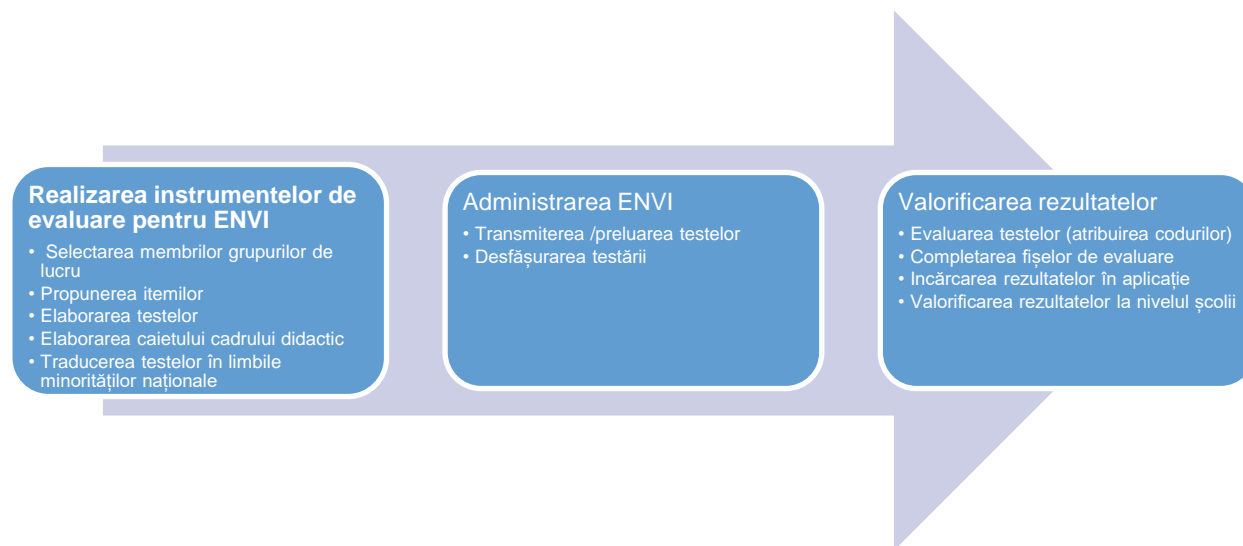 Realizarea instrumentelor de
evaluare pentru ENVI
• Selectarea membrilor grupurilor de
lucru
• Propunerea itemilor
• Elaborarea testelor
• Elaborarea caietului cadrului didactic
• Traducerea testelor în limbile
minorităților naționale
Administrarea ENVI
• Transmiterea /preluarea testelor
• Desfășurarea testării
Valorificarea rezultatelor
• Evaluarea testelor (atribuirea codurilor)
• Completarea fișelor de evaluare
• Incărcarea rezultatelor în aplicație
• Valorificarea rezultatelor la nivelul școlii